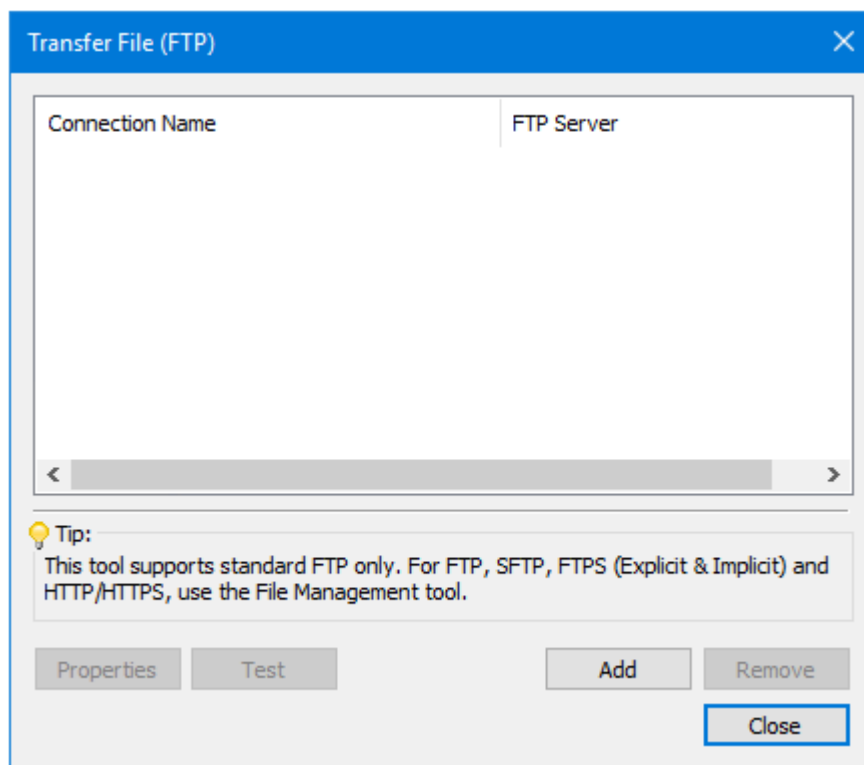 Transfer File (FTP)
Connection Name FTP Server
Tip:
This tool supports standard FTP only. For FTP, SFTP, FTPS (Explicit & Implicit) and
HTTP/HTTPS, use the File Management tool.
Properties Test Add Remove
Close